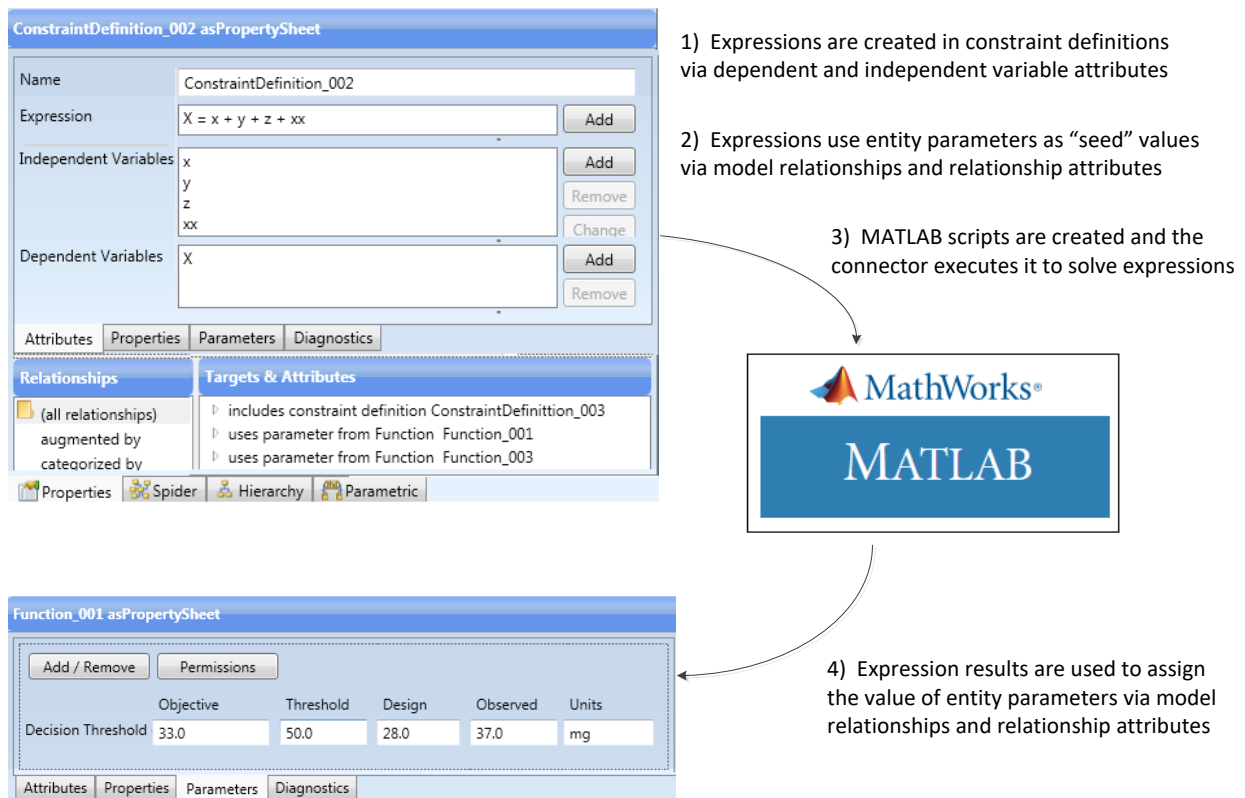 ConstraintDefinition_002 asPropertySheet
Name
ConstraintDefinition_002
Expression
X = x + y + z + xx
Add
Independent Variables
x
y
z
xx
Add
Remove
Change
Dependent Variables
X
Add
Remove
Attributes Properties Parameters Diagnostics
Relationships
(all relationships)
augmented by
categorized by
Targets & Attributes
includes constraint definition ConstraintDefinittion_003
uses parameter from Function Function_001
uses parameter from Function Function_003
Properties Spider Hierarchy Parametric
1) Expressions are created in constraint definitions
via dependent and independent variable attributes
2) Expressions use entity parameters as “seed” values
via model relationships and relationship attributes
3) MATLAB scripts are created and the
connector executes it to solve expressions
MathWorks®
MATLAB
Function_001 asPropertySheet
Add / Remove Permissions
Objective Threshold Design Observed Units
Decision Threshold 33.0 50.0 28.0 37.0 mg
Attributes Properties Parameters Diagnostics
4) Expression results are used to assign
the value of entity parameters via model
relationships and relationship attributes